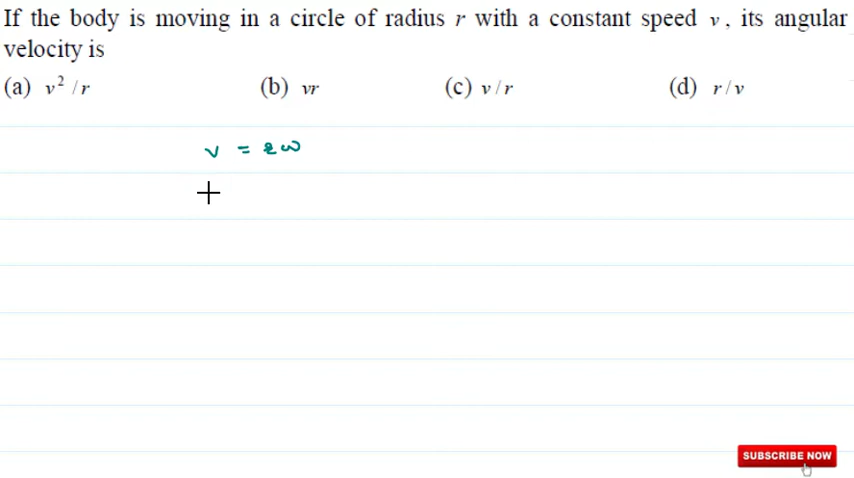 If the body is moving in a circle of radius r with a constant speed v, its angular
velocity is
(a) v² / r (b) vr (c) v / r (d) r / v
v = rω
SUBSCRIBE NOW